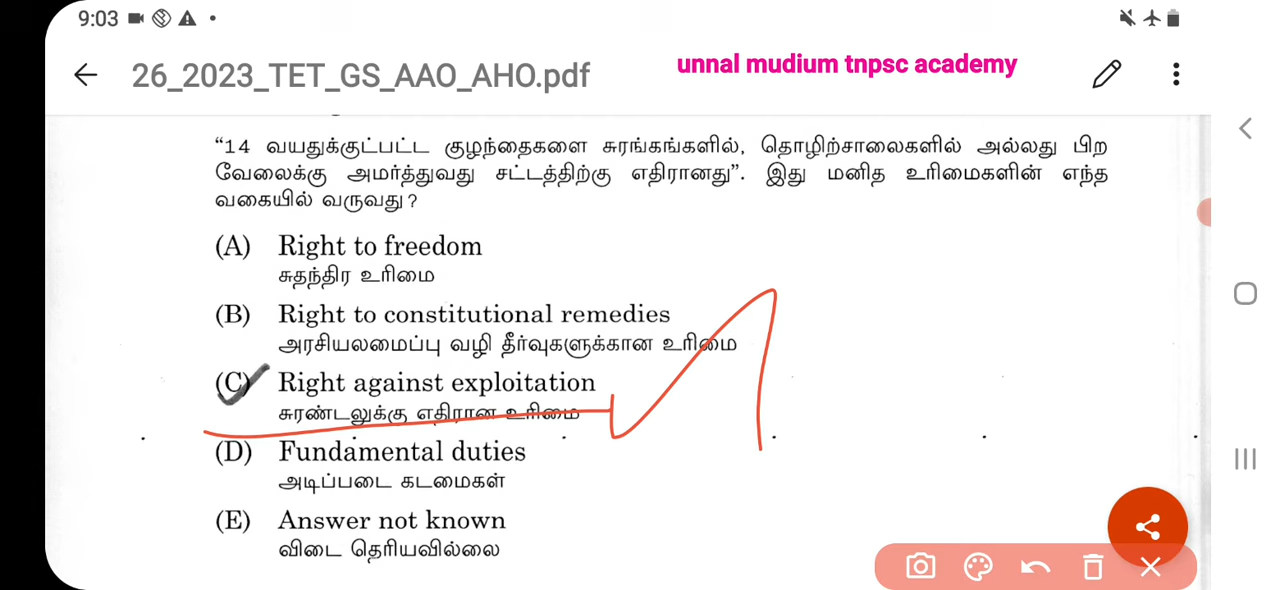 9:03
26_2023_TET_GS_AAO_AHO.pdf
unnal mudium tnpsc academy
“14 வயதுக்குட்பட்ட குழந்தைகளை சுரங்கங்களில், தொழிற்சாலைகளில் அல்லது பிற
வேலைக்கு அமர்த்துவது சட்டத்திற்கு எதிரானது”. இது மனித உரிமைகளின் எந்த
வகையில் வருவது?
(A) Right to freedom
சுதந்திர உரிமை
(B) Right to constitutional remedies
அரசியலமைப்பு வழி தீர்வுகளுக்கான உரிமை
(C) Right against exploitation
சுரண்டலுக்கு எதிரான உரிமை
(D) Fundamental duties
அடிப்படை கடமைகள்
(E) Answer not known
விடை தெரியவில்லை